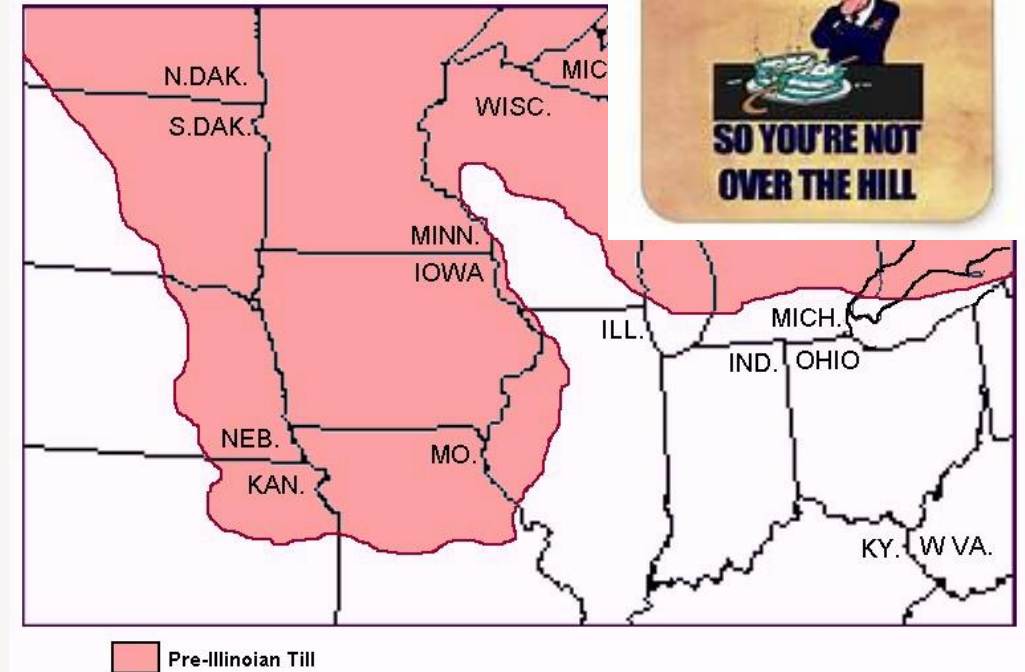 N.DAK.
S.DAK.
MIC
WISC.
SO YOU'RE NOT
OVER THE HILL
MINN.
IOWA
ILL.
MICH.
IND.
OHIO
NEB.
MO.
KAN.
KY.
W VA.
Pre-Illinoian Till